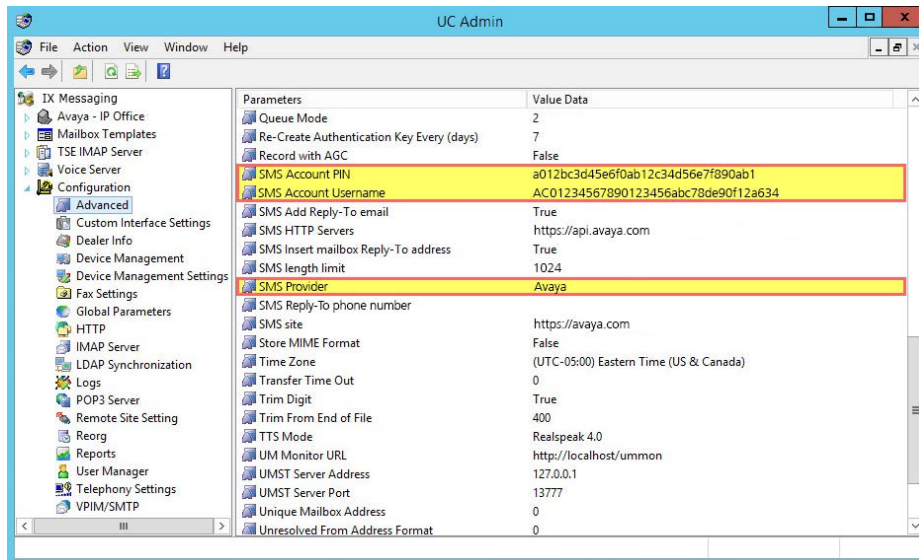 UC Admin
File Action View Window Help
IX Messaging
Avaya - IP Office
Mailbox Templates
TSE IMAP Server
Voice Server
Configuration
Advanced
Custom Interface Settings
Dealer Info
Device Management
Device Management Settings
Fax Settings
Global Parameters
HTTP
IMAP Server
LDAP Synchronization
Logs
POP3 Server
Remote Site Setting
Reorg
Reports
User Manager
Telephony Settings
VPIM/SMTP
Parameters Value Data
Queue Mode 2
Re-Create Authentication Key Every (days) 7
Record with AGC False
SMS Account PIN a012bc3d45e6f0ab12c34d56e7f890ab1
SMS Account Username AC01234567890123456abc78de90f12a634
SMS Add Reply-To email True
SMS HTTP Servers https://api.avaya.com
SMS Insert mailbox Reply-To address True
SMS length limit 1024
SMS Provider Avaya
SMS Reply-To phone number
SMS site https://avaya.com
Store MIME Format False
Time Zone (UTC-05:00) Eastern Time (US & Canada)
Transfer Time Out 0
Trim Digit True
Trim From End of File 400
TTS Mode Realspeak 4.0
UM Monitor URL http://localhost/ummon
UMST Server Address 127.0.0.1
UMST Server Port 13777
Unique Mailbox Address 0
Unresolved From Address Format 0